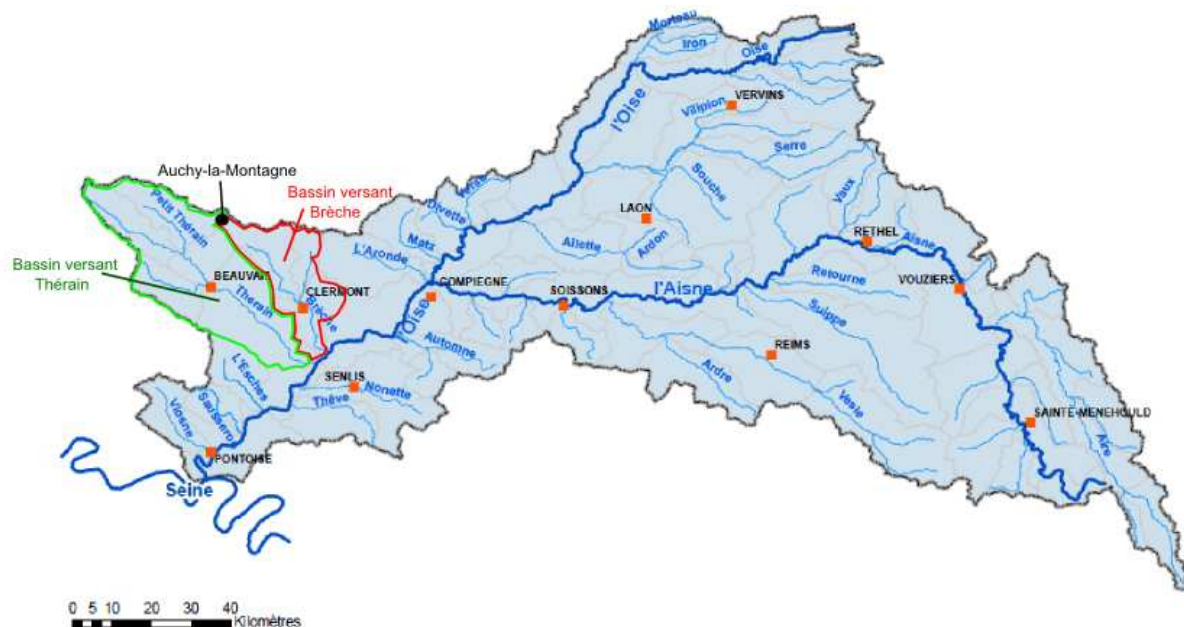 Morteau
Iron
Oise
l'Oise
VERVINS
Vilpion
Serre
Auchy-la-Montagne
Bassin versant
Brèche
Petit Thérain
Verse
Divette
Souche
Vaux
LAON
Matz
Ailette
Ardon
RETHEL
Aisne
L'Aronde
Bassin versant
Thérain
BEAUVAIS
Thérain
CLERMONT
Brèche
COMPIEGNE
SOISSONS
l'Aisne
Retourne
VOUZIERS
l'Oise
Suippe
Automne
REIMS
Ardre
L'Esches
SENLIS
Nonette
Thève
Vesle
Viosne
SAINTE-MENEHOULD
Aire
PONTOISE
Seine
0 5 10 20 30 40
Kilomètres